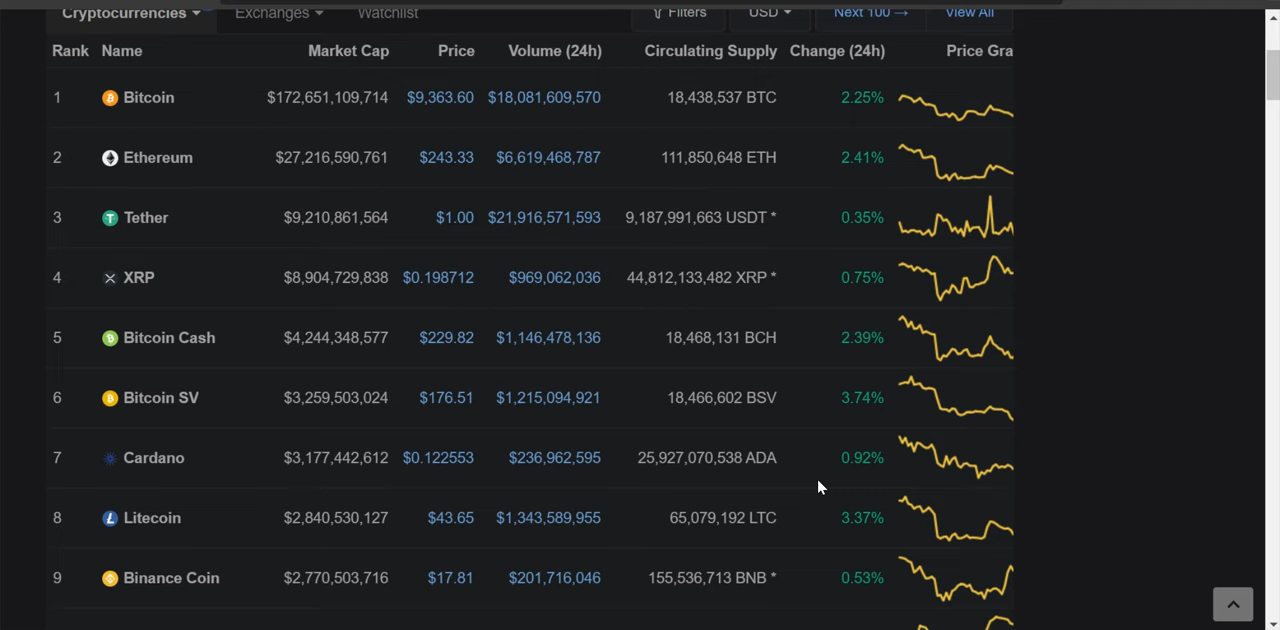 Cryptocurrencies Exchanges Watchlist Filters USD Next 100 → View All
Rank Name Market Cap Price Volume (24h) Circulating Supply Change (24h) Price Gra
1 Bitcoin $172,651,109,714 $9,363.60 $18,081,609,570 18,438,537 BTC 2.25%
2 Ethereum $27,216,590,761 $243.33 $6,619,468,787 111,850,648 ETH 2.41%
3 Tether $9,210,861,564 $1.00 $21,916,571,593 9,187,991,663 USDT * 0.35%
4 XRP $8,904,729,838 $0.198712 $969,062,036 44,812,133,482 XRP * 0.75%
5 Bitcoin Cash $4,244,348,577 $229.82 $1,146,478,136 18,468,131 BCH 2.39%
6 Bitcoin SV $3,259,503,024 $176.51 $1,215,094,921 18,466,602 BSV 3.74%
7 Cardano $3,177,442,612 $0.122553 $236,962,595 25,927,070,538 ADA 0.92%
8 Litecoin $2,840,530,127 $43.65 $1,343,589,955 65,079,192 LTC 3.37%
9 Binance Coin $2,770,503,716 $17.81 $201,716,046 155,536,713 BNB * 0.53%